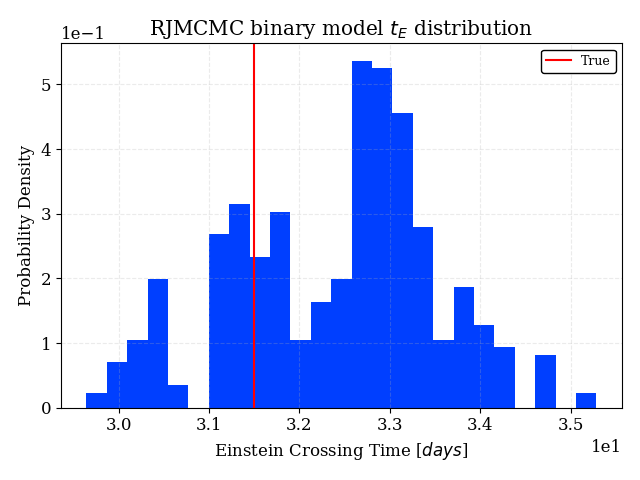 RJMCMC binary model t_E distribution
1e−1
True
5
4
3
2
1
0
Probability Density
3.0 3.1 3.2 3.3 3.4 3.5
1e1
Einstein Crossing Time [days]